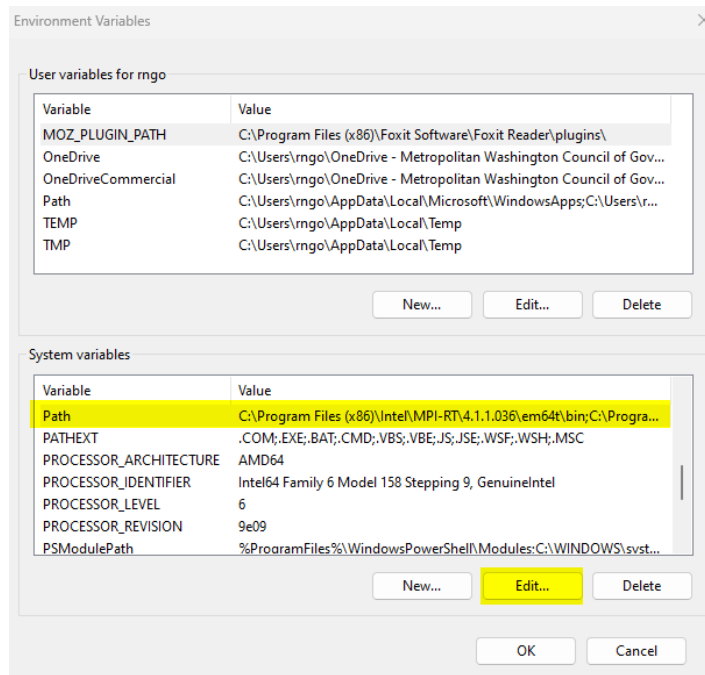 Environment Variables
User variables for rngo
Variable Value
MOZ_PLUGIN_PATH C:\Program Files (x86)\Foxit Software\Foxit Reader\plugins\
OneDrive C:\Users\rngo\OneDrive - Metropolitan Washington Council of Gov...
OneDriveCommercial C:\Users\rngo\OneDrive - Metropolitan Washington Council of Gov...
Path C:\Users\rngo\AppData\Local\Microsoft\WindowsApps;C:\Users\r...
TEMP C:\Users\rngo\AppData\Local\Temp
TMP C:\Users\rngo\AppData\Local\Temp
New... Edit... Delete
System variables
Variable Value
Path C:\Program Files (x86)\Intel\MPI-RT\4.1.1.036\em64t\bin;C:\Progra...
PATHEXT .COM;.EXE;.BAT;.CMD;.VBS;.VBE;.JS;.JSE;.WSF;.WSH;.MSC
PROCESSOR_ARCHITECTURE AMD64
PROCESSOR_IDENTIFIER Intel64 Family 6 Model 158 Stepping 9, GenuineIntel
PROCESSOR_LEVEL 6
PROCESSOR_REVISION 9e09
PSModulePath %ProgramFiles%\WindowsPowerShell\Modules;C:\WINDOWS\syst...
New... Edit... Delete
OK Cancel